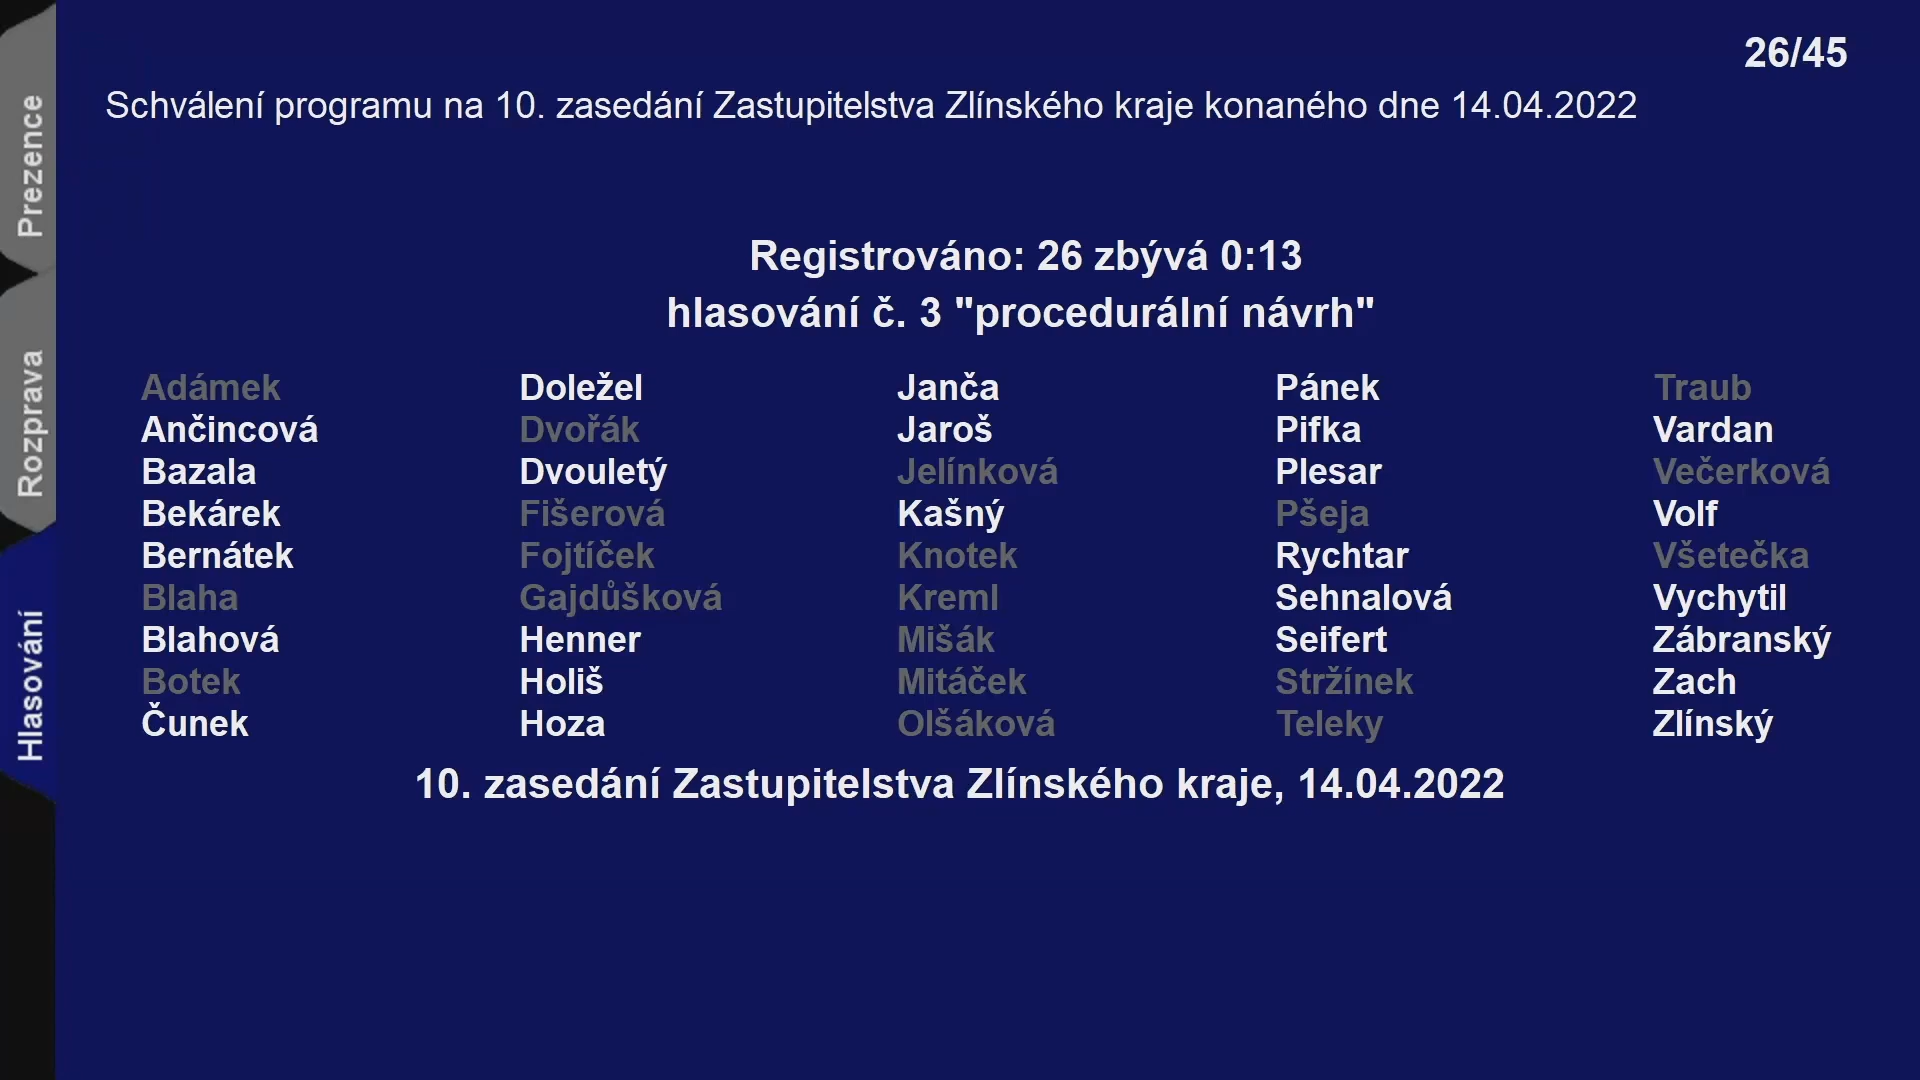 26/45
Schválení programu na 10. zasedání Zastupitelstva Zlínského kraje konaného dne 14.04.2022
Prezence
Rozprava
Hlasování
Registrováno: 26 zbývá 0:13
hlasování č. 3 "procedurální návrh"
Adámek
Ančincová
Bazala
Bekárek
Bernátek
Blaha
Blahová
Botek
Čunek
Doležel
Dvořák
Dvouletý
Fišerová
Fojtíček
Gajdůšková
Henner
Holiš
Hoza
Janča
Jaroš
Jelínková
Kašný
Knotek
Kreml
Mišák
Mitáček
Olšáková
Pánek
Pifka
Plesar
Pšeja
Rychtar
Sehnalová
Seifert
Stržínek
Teleky
Traub
Vardan
Večerková
Volf
Všetečka
Vychytil
Zábranský
Zach
Zlínský
10. zasedání Zastupitelstva Zlínského kraje, 14.04.2022